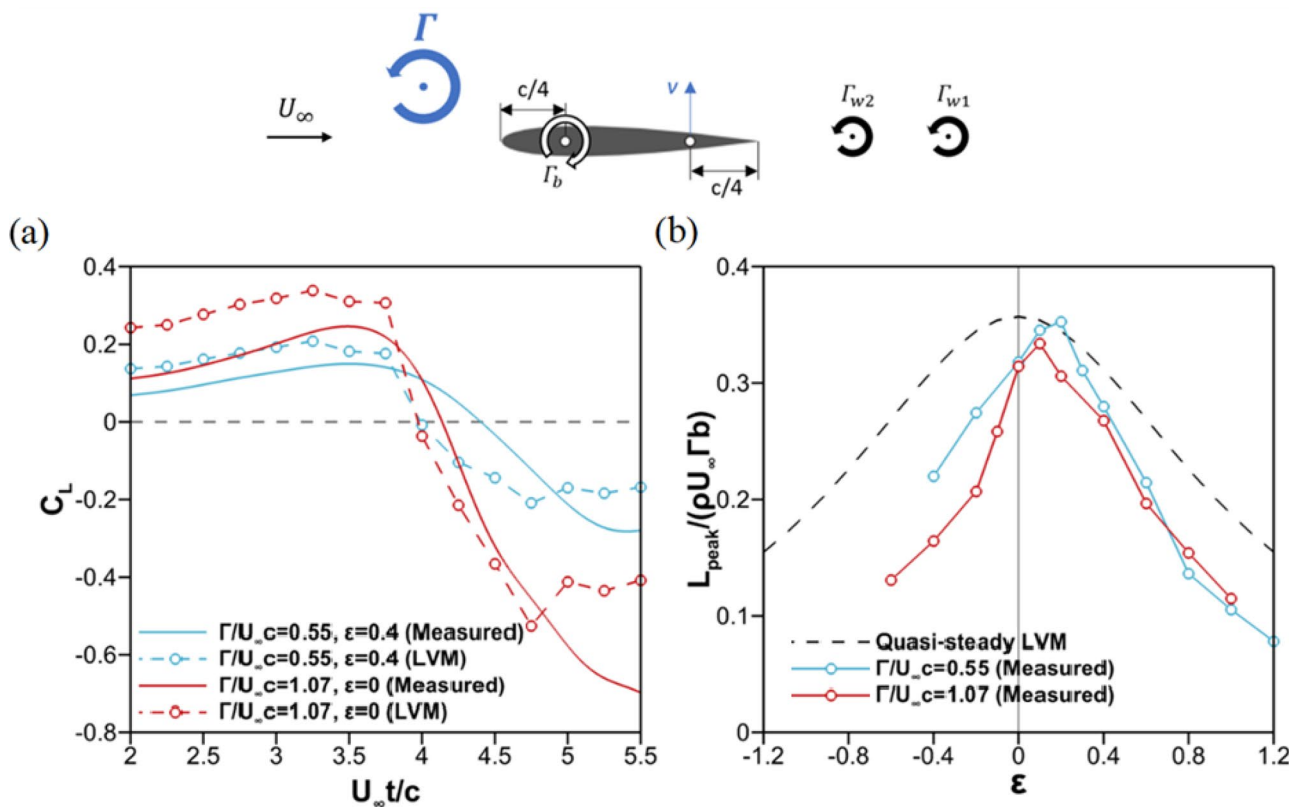 Γ
U∞
c/4
v
Γb
c/4
Γw2
Γw1
(a)
0.4
0.2
0
-0.2
-0.4
-0.6
-0.8
CL
Γ/U∞c=0.55, ε=0.4 (Measured)
Γ/U∞c=0.55, ε=0.4 (LVM)
Γ/U∞c=1.07, ε=0 (Measured)
Γ/U∞c=1.07, ε=0 (LVM)
2 2.5 3 3.5 4 4.5 5 5.5
U∞t/c
(b)
0.4
0.3
0.2
0.1
0
Lpeak/(ρU∞Γb)
Quasi-steady LVM
Γ/U∞c=0.55 (Measured)
Γ/U∞c=1.07 (Measured)
-1.2 -0.8 -0.4 0 0.4 0.8 1.2
ε